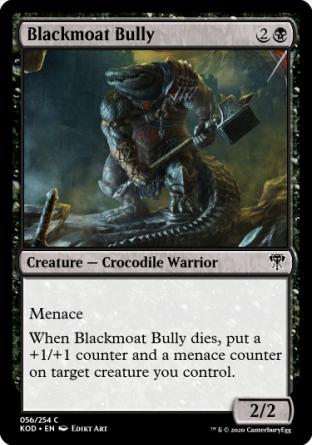 Blackmoat Bully 2
Creature — Crocodile Warrior
Menace
When Blackmoat Bully dies, put a
+1/+1 counter and a menace counter
on target creature you control.
056/254 C
KOD • EN Edikt Art
2/2
™ & © 2020 CanterburyEgg